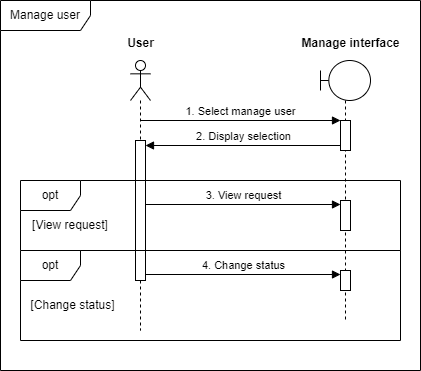 Manage user
User
Manage interface
1. Select manage user
2. Display selection
opt
3. View request
[View request]
opt
4. Change status
[Change status]